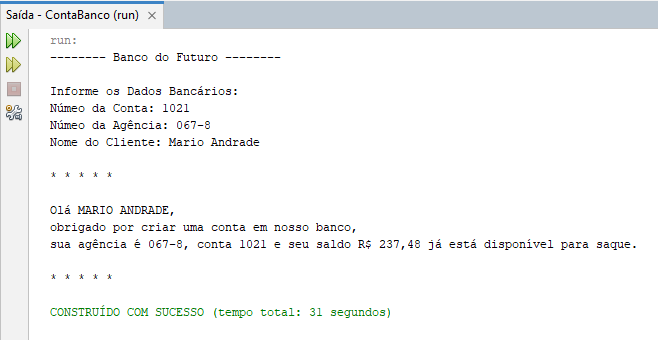 Saída - ContaBanco (run) ×
run:
-------- Banco do Futuro --------
Informe os Dados Bancários:
Númeo da Conta: 1021
Númeo da Agência: 067-8
Nome do Cliente: Mario Andrade
* * * * *
Olá MARIO ANDRADE,
obrigado por criar uma conta em nosso banco,
sua agência é 067-8, conta 1021 e seu saldo R$ 237,48 já está disponível para saque.
* * * * *
CONSTRUÍDO COM SUCESSO (tempo total: 31 segundos)